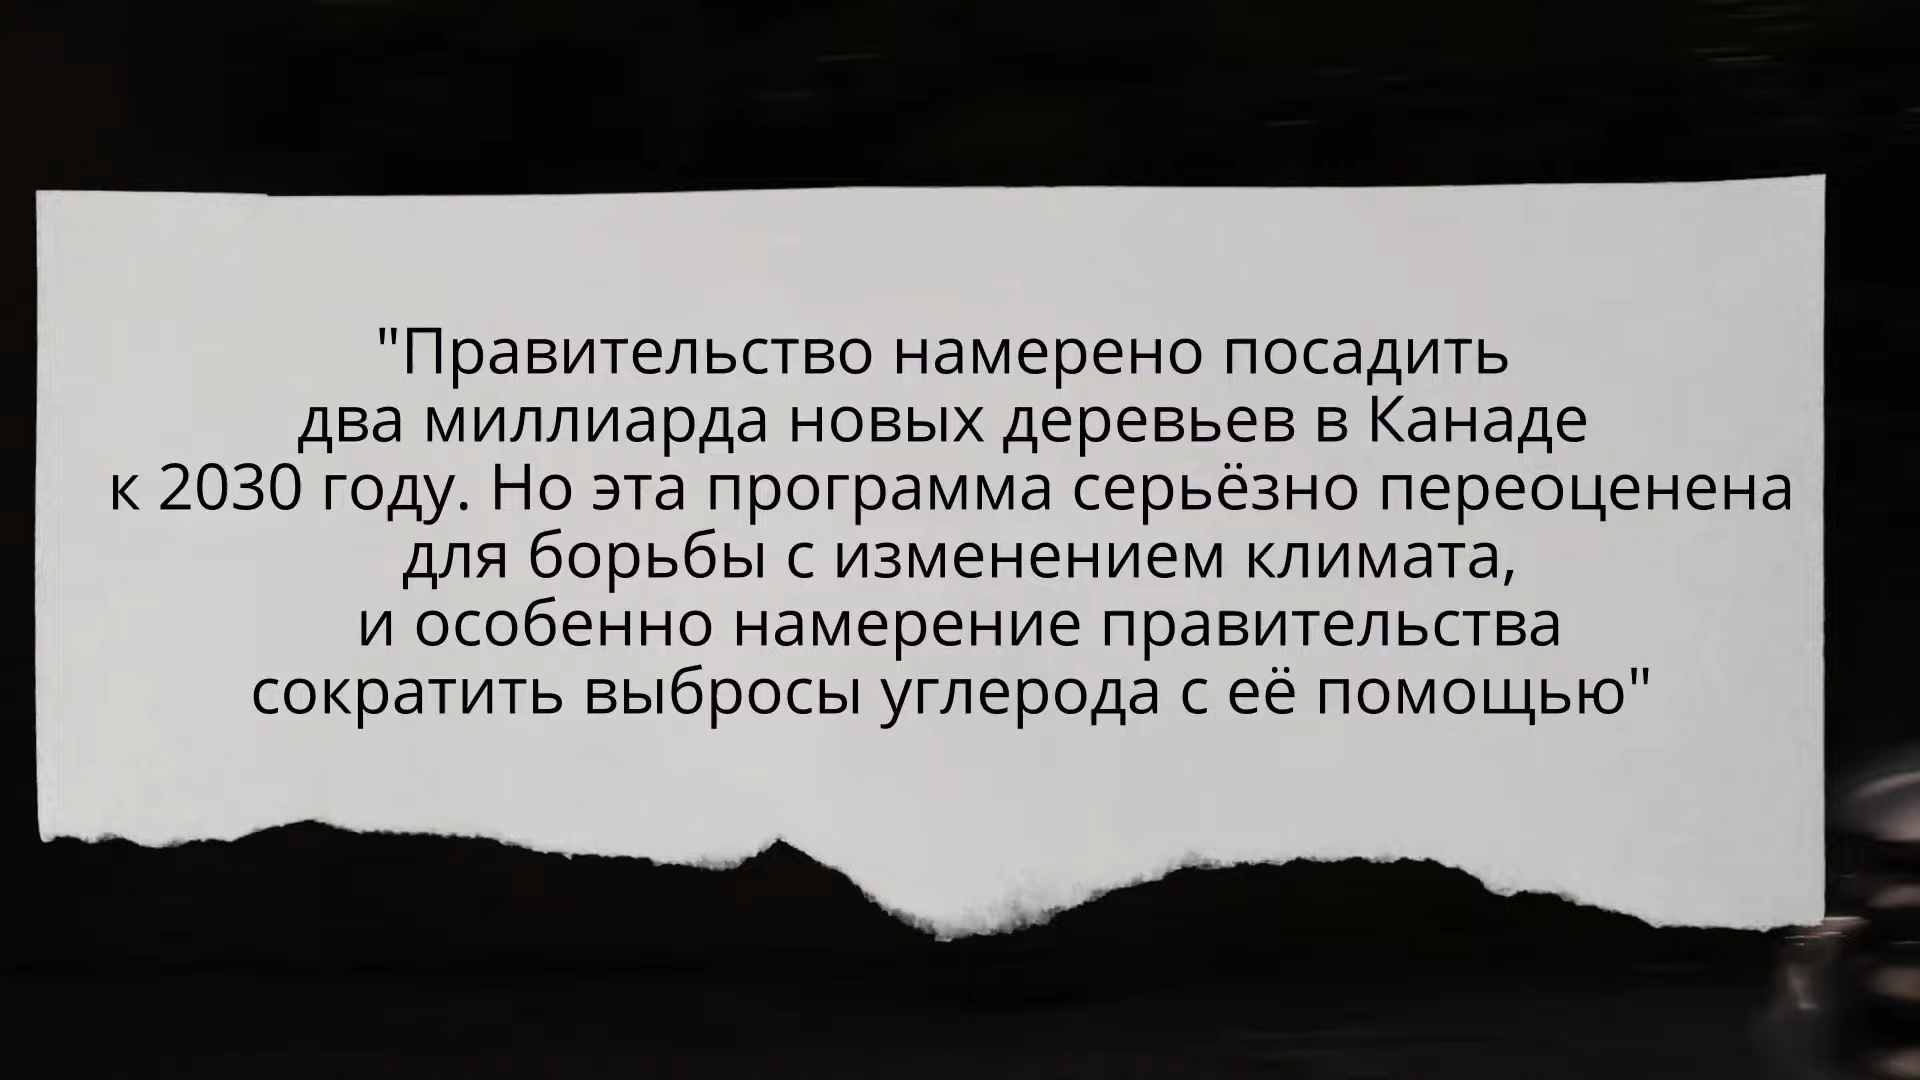 "Правительство намерено посадить
два миллиарда новых деревьев в Канаде
к 2030 году. Но эта программа серьёзно переоценена
для борьбы с изменением климата,
и особенно намерение правительства
сократить выбросы углерода с её помощью"